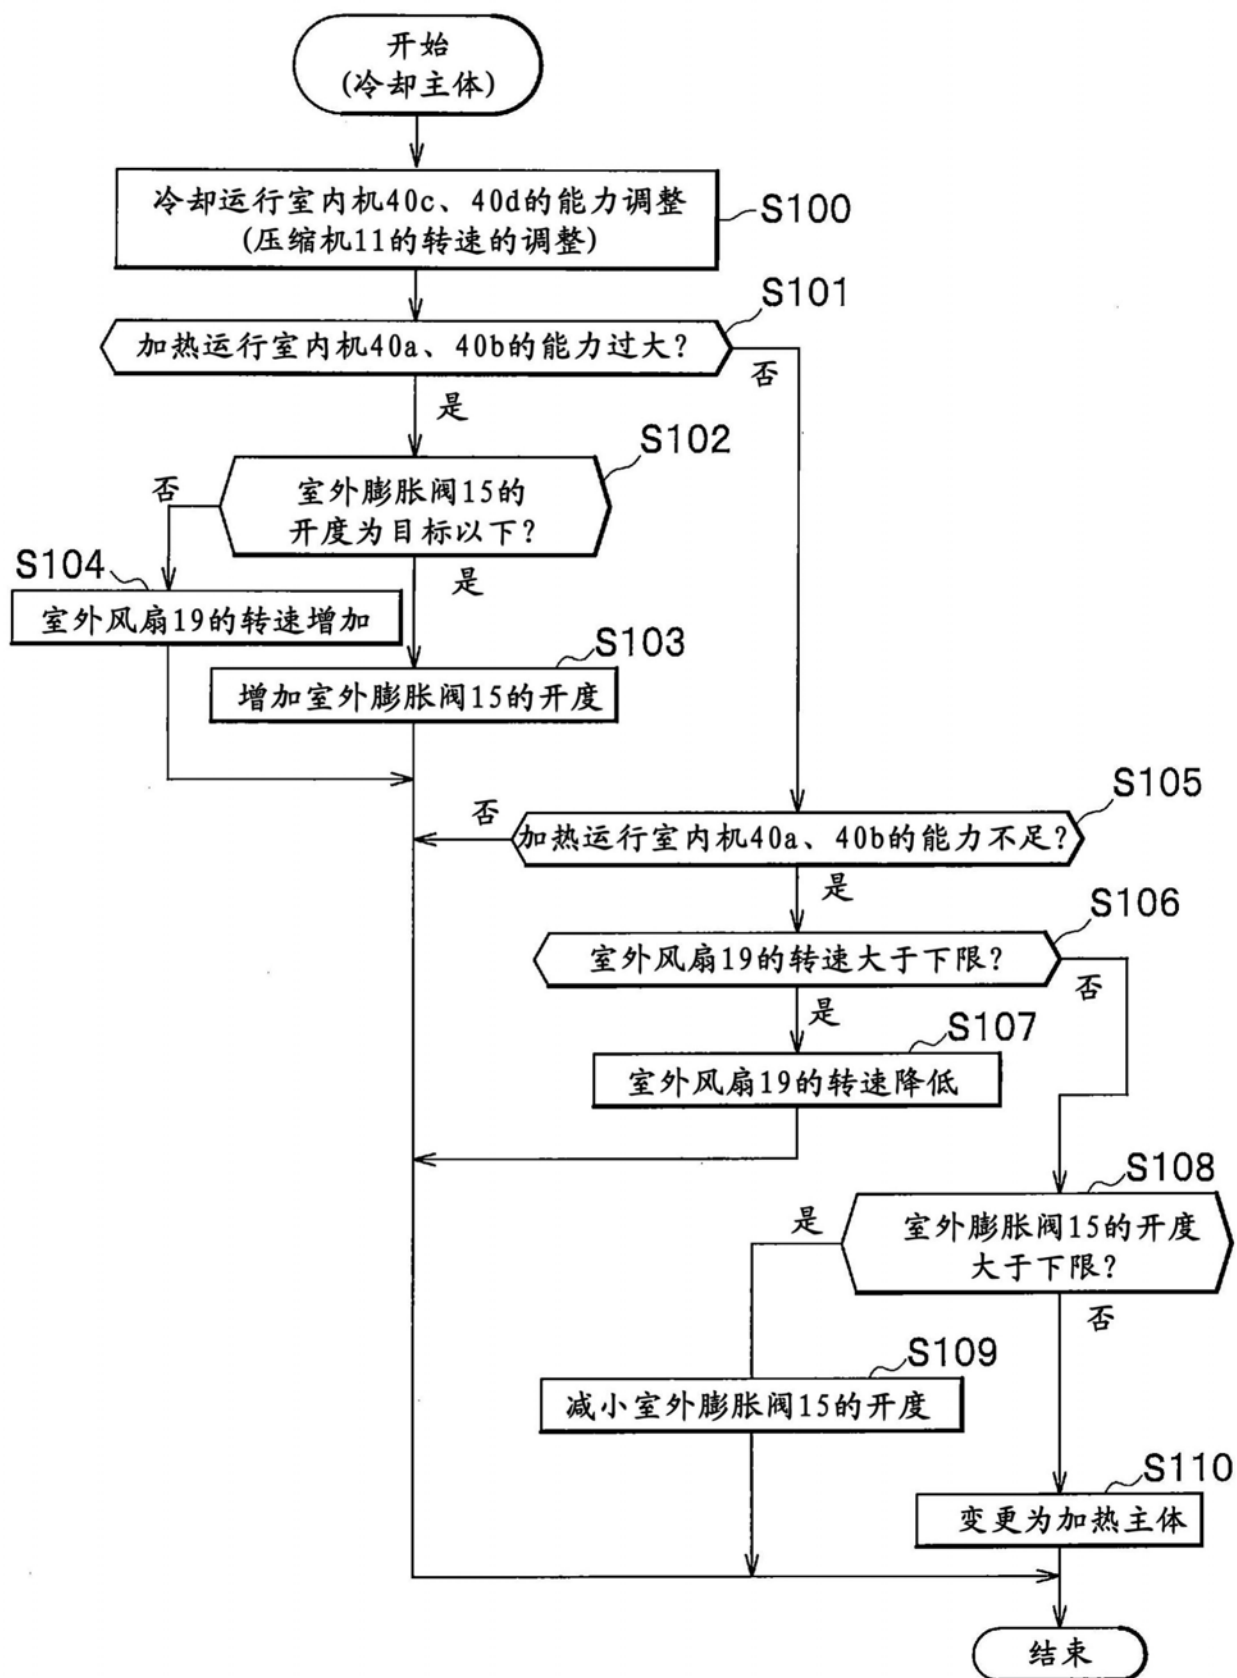 开始
(冷却主体)
冷却运行室内机40c、40d的能力调整
(压缩机11的转速的调整)
S100
S101
加热运行室内机40a、40b的能力过大?
否
是
S102
室外膨胀阀15的
开度为目标以下?
否
是
S104
室外风扇19的转速增加
S103
增加室外膨胀阀15的开度
S105
否
加热运行室内机40a、40b的能力不足?
是
S106
室外风扇19的转速大于下限?
否
是
S107
室外风扇19的转速降低
S108
是
室外膨胀阀15的开度
大于下限?
否
S109
减小室外膨胀阀15的开度
S110
变更为加热主体
结束